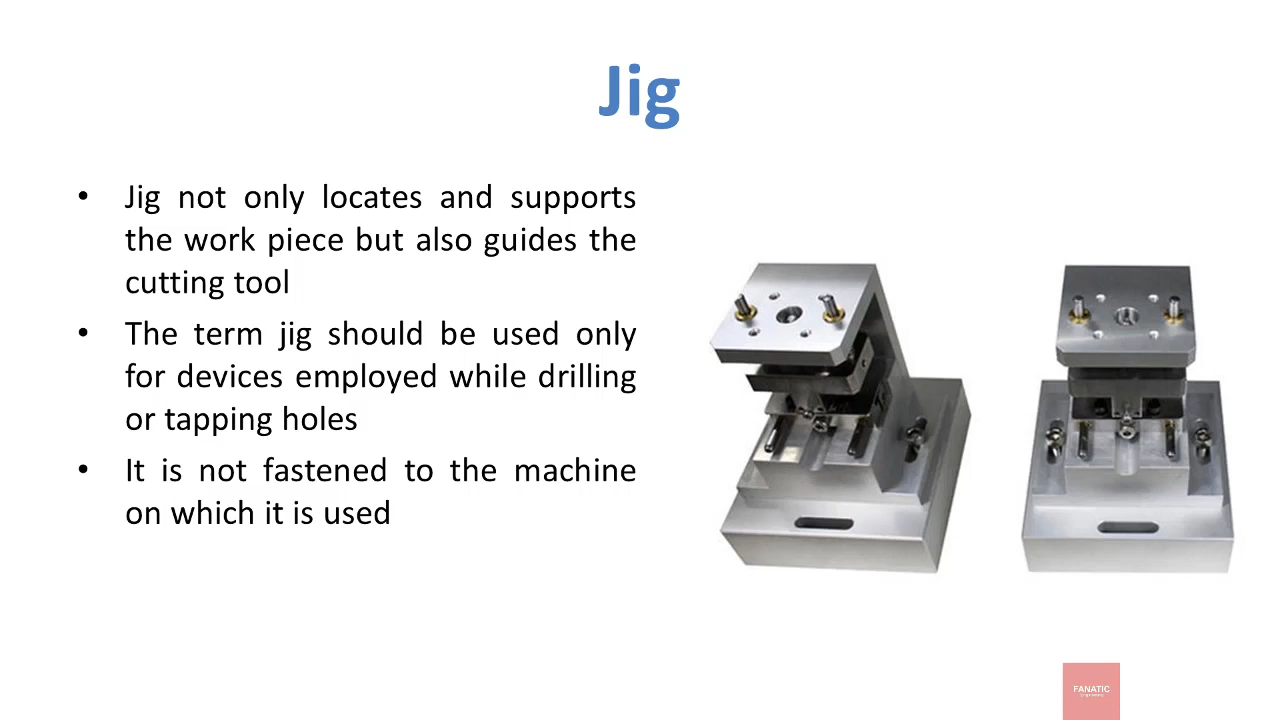 Jig
• Jig not only locates and supports
the work piece but also guides the
cutting tool
• The term jig should be used only
for devices employed while drilling
or tapping holes
• It is not fastened to the machine
on which it is used
FANATIC